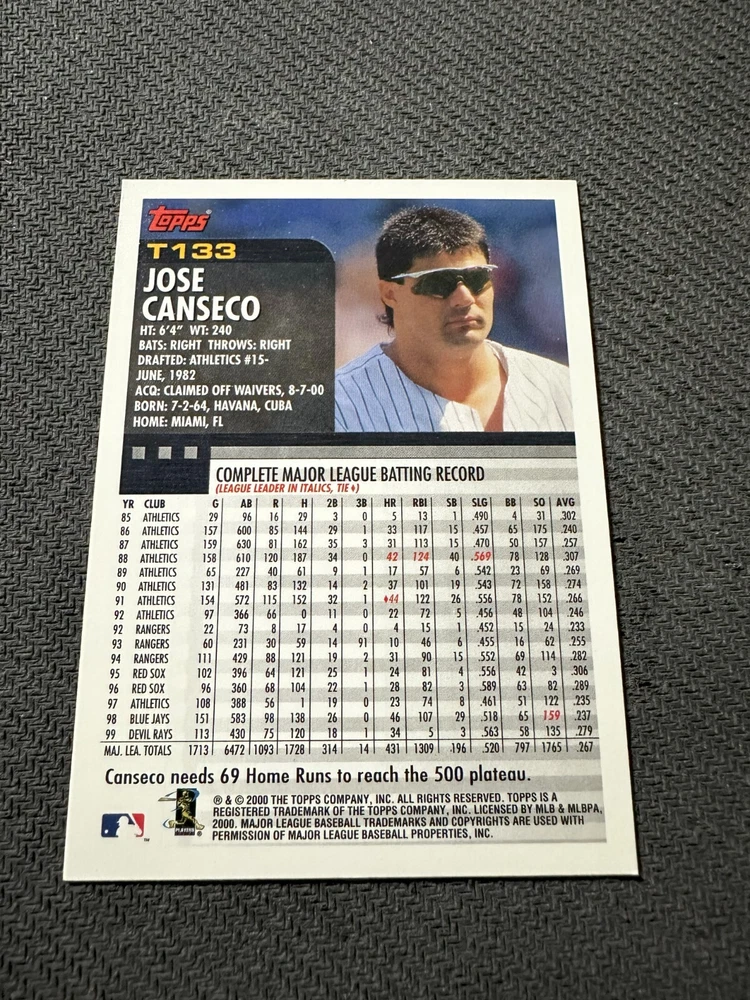 Topps
T133
JOSE
CANSECO
HT: 6'4" WT: 240
BATS: RIGHT THROWS: RIGHT
DRAFTED: ATHLETICS #15-
JUNE, 1982
ACQ: CLAIMED OFF WAIVERS, 8-7-00
BORN: 7-2-64, HAVANA, CUBA
HOME: MIAMI, FL
COMPLETE MAJOR LEAGUE BATTING RECORD
(LEAGUE LEADER IN ITALICS, TIE ♦)
YR CLUB G AB R H 2B 3B HR RBI SB SLG BB SO AVG
85 ATHLETICS 29 96 16 29 3 0 5 13 1 .490 4 31 .302
86 ATHLETICS 157 600 85 144 29 1 33 117 15 .457 65 175 .240
87 ATHLETICS 159 630 81 162 35 3 31 113 15 .470 50 157 .257
88 ATHLETICS 158 610 120 187 34 0 42 124 40 .569 78 128 .307
89 ATHLETICS 65 227 40 61 9 1 17 57 6 .542 23 69 .269
90 ATHLETICS 131 481 83 132 14 2 37 101 19 .543 72 158 .274
91 ATHLETICS 154 572 115 152 32 1 ♦44 122 26 .556 78 152 .266
92 ATHLETICS 97 366 66 0 11 0 22 72 5 .456 48 104 .246
92 RANGERS 22 73 8 17 4 0 4 15 1 .452 15 24 .233
93 RANGERS 60 231 30 59 14 91 10 46 6 .455 16 62 .255
94 RANGERS 111 429 88 121 19 2 31 90 15 .552 69 114 .282
95 RED SOX 102 396 64 121 25 1 24 81 4 .556 42 3 .306
96 RED SOX 96 360 68 104 22 1 28 82 3 .589 63 82 .289
97 ATHLETICS 108 388 56 1 19 0 23 74 8 .461 51 122 .235
98 BLUE JAYS 151 583 98 138 26 0 46 107 29 .518 65 159 .237
99 DEVIL RAYS 113 430 75 120 18 1 34 5 3 .563 58 135 .279
MAJ. LEA. TOTALS 1713 6472 1093 1728 314 14 431 1309 196 .520 797 1765 .267
Canseco needs 69 Home Runs to reach the 500 plateau.
® & © 2000 THE TOPPS COMPANY, INC. ALL RIGHTS RESERVED. TOPPS IS A
REGISTERED TRADEMARK OF THE TOPPS COMPANY, INC. LICENSED BY MLB & MLBPA,
2000. MAJOR LEAGUE BASEBALL TRADEMARKS AND COPYRIGHTS ARE USED WITH
PERMISSION OF MAJOR LEAGUE BASEBALL PROPERTIES, INC.
PLAYERS
TM